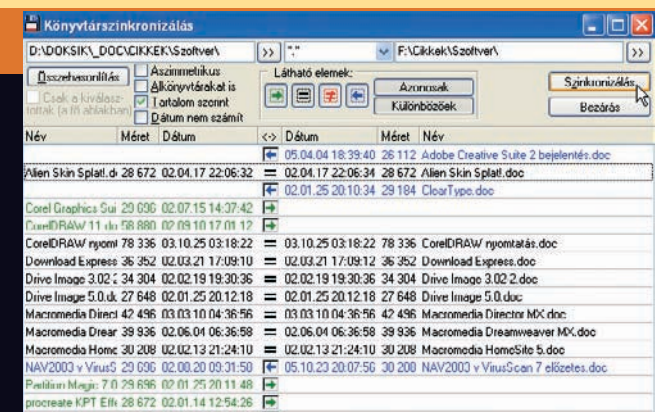 Könyvtárszinkronizálás
D:\DOKSIK\_DOC\CIKKEK\Szoftver\ >> *.* F:\Cikkek\Szoftver\ >>
Összehasonlítás Aszimmetrikus Látható elemek: Szinkronizálás
Alkönyvtárakat is Azonosak
Csak a kiválasz- Tartalom szerint Különbözőek Bezárás
tottak (a fő ablakban) Dátum nem számít
Név Méret Dátum <-> Dátum Méret Név
05.04.04 18:39:40 26 112 Adobe Creative Suite 2 bejelentés.doc
Alien Skin Splat!.d 28 672 02.04.17 22:06:32 = 02.04.17 22:06:34 28 672 Alien Skin Splat!.doc
02.01.25 20:10:34 29 184 ClearType.doc
Corel Graphics Sui 29 696 02.07.15 14:37:42
CorelDRAW 11 do 58 880 02.09.10 17:01:12
CorelDRAW nyomt 78 336 03.10.25 03:18:22 = 03.10.25 03:18:22 78 336 CorelDRAW nyomtatás.doc
Download Express 36 352 02.03.21 17:09:10 = 02.03.21 17:09:12 36 352 Download Express.doc
Drive Image 3.02 2 34 304 02.02.19 19:30:36 = 02.02.19 19:30:36 34 304 Drive Image 3.02 2.doc
Drive Image 5.0.dc 27 648 02.01.25 20:12:18 = 02.01.25 20:12:18 27 648 Drive Image 5.0.doc
Macromedia Direct 42 496 03.03.10 04:36:56 = 03.03.10 04:36:56 42 496 Macromedia Director MX.doc
Macromedia Drear 39 936 02.06.04 06:36:58 = 02.06.04 06:36:58 39 936 Macromedia Dreamweaver MX.doc
Macromedia Home 30 208 02.02.13 21:24:10 = 02.02.13 21:24:10 30 208 Macromedia HomeSite 5.doc
NAV2003 v VirusS 29 696 02.08.20 09:31:50 05.10.23 20:07:56 30 208 NAV2003 v VirusScan 7 előzetes.doc
Partition Magic 7.0 29 696 02.01.25 20:11:48
procreate KPT Effe 28 672 02.01.14 12:54:26